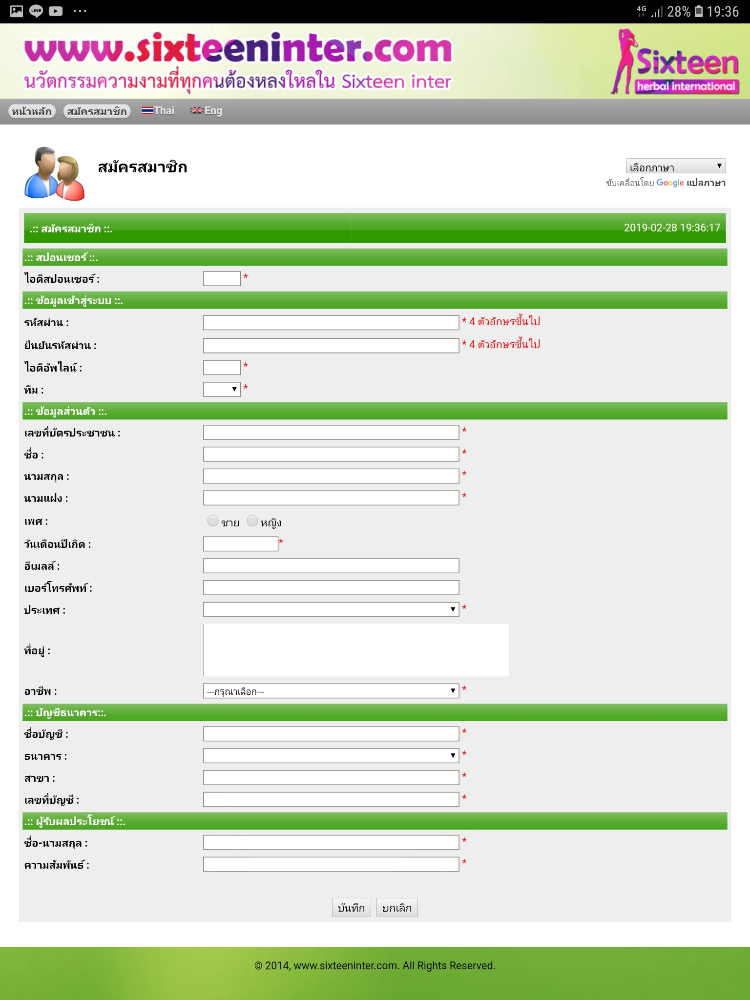 LINE ... 4G 28% 19:36
www.sixteeninter.com
นวัตกรรมความงามที่ทุกคนต้องหลงใหลใน Sixteen inter
Sixteen
herbal international
หน้าหลัก สมัครสมาชิก Thai Eng
สมัครสมาชิก
เลือกภาษา ▼
ขับเคลื่อนโดย Google แปลภาษา
.:: สมัครสมาชิก ::. 2019-02-28 19:36:17
.:: สปอนเซอร์ ::.
ไอดีสปอนเซอร์ : *
.:: ข้อมูลเข้าสู่ระบบ ::.
รหัสผ่าน : * 4 ตัวอักษรขึ้นไป
ยืนยันรหัสผ่าน : * 4 ตัวอักษรขึ้นไป
ไอดีอัพไลน์ : *
ทีม : ▼ *
.:: ข้อมูลส่วนตัว ::.
เลขที่บัตรประชาชน : *
ชื่อ : *
นามสกุล : *
นามแฝง : *
เพศ : ชาย หญิง
วันเดือนปีเกิด : *
อีเมลล์ :
เบอร์โทรศัพท์ :
ประเทศ : ▼ *
ที่อยู่ :
อาชีพ : ---กรุณาเลือก--- ▼ *
.:: บัญชีธนาคาร::.
ชื่อบัญชี : *
ธนาคาร : ▼ *
สาขา : *
เลขที่บัญชี : *
.:: ผู้รับผลประโยชน์ ::.
ชื่อ-นามสกุล : *
ความสัมพันธ์ : *
บันทึก ยกเลิก
© 2014, www.sixteeninter.com. All Rights Reserved.